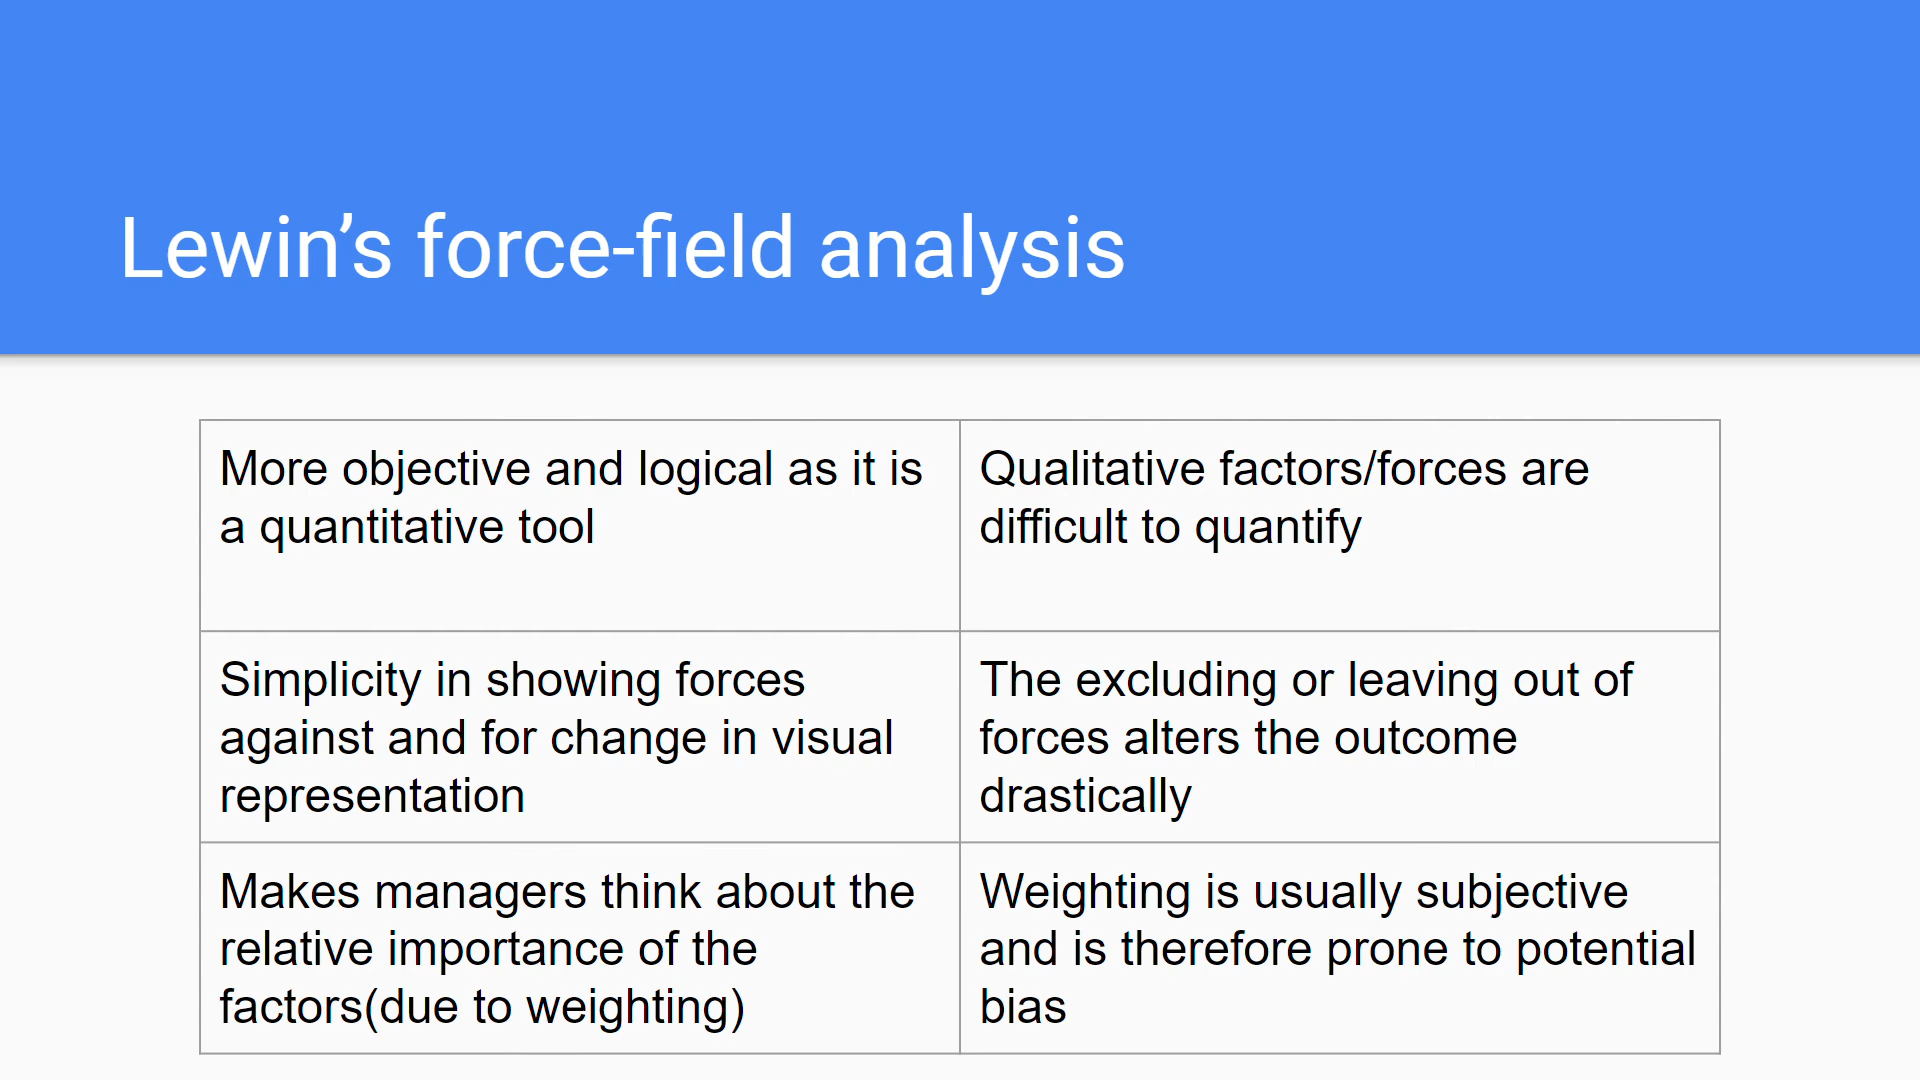 Lewin’s force-field analysis
More objective and logical as it is
a quantitative tool
Qualitative factors/forces are
difficult to quantify
Simplicity in showing forces
against and for change in visual
representation
The excluding or leaving out of
forces alters the outcome
drastically
Makes managers think about the
relative importance of the
factors(due to weighting)
Weighting is usually subjective
and is therefore prone to potential
bias